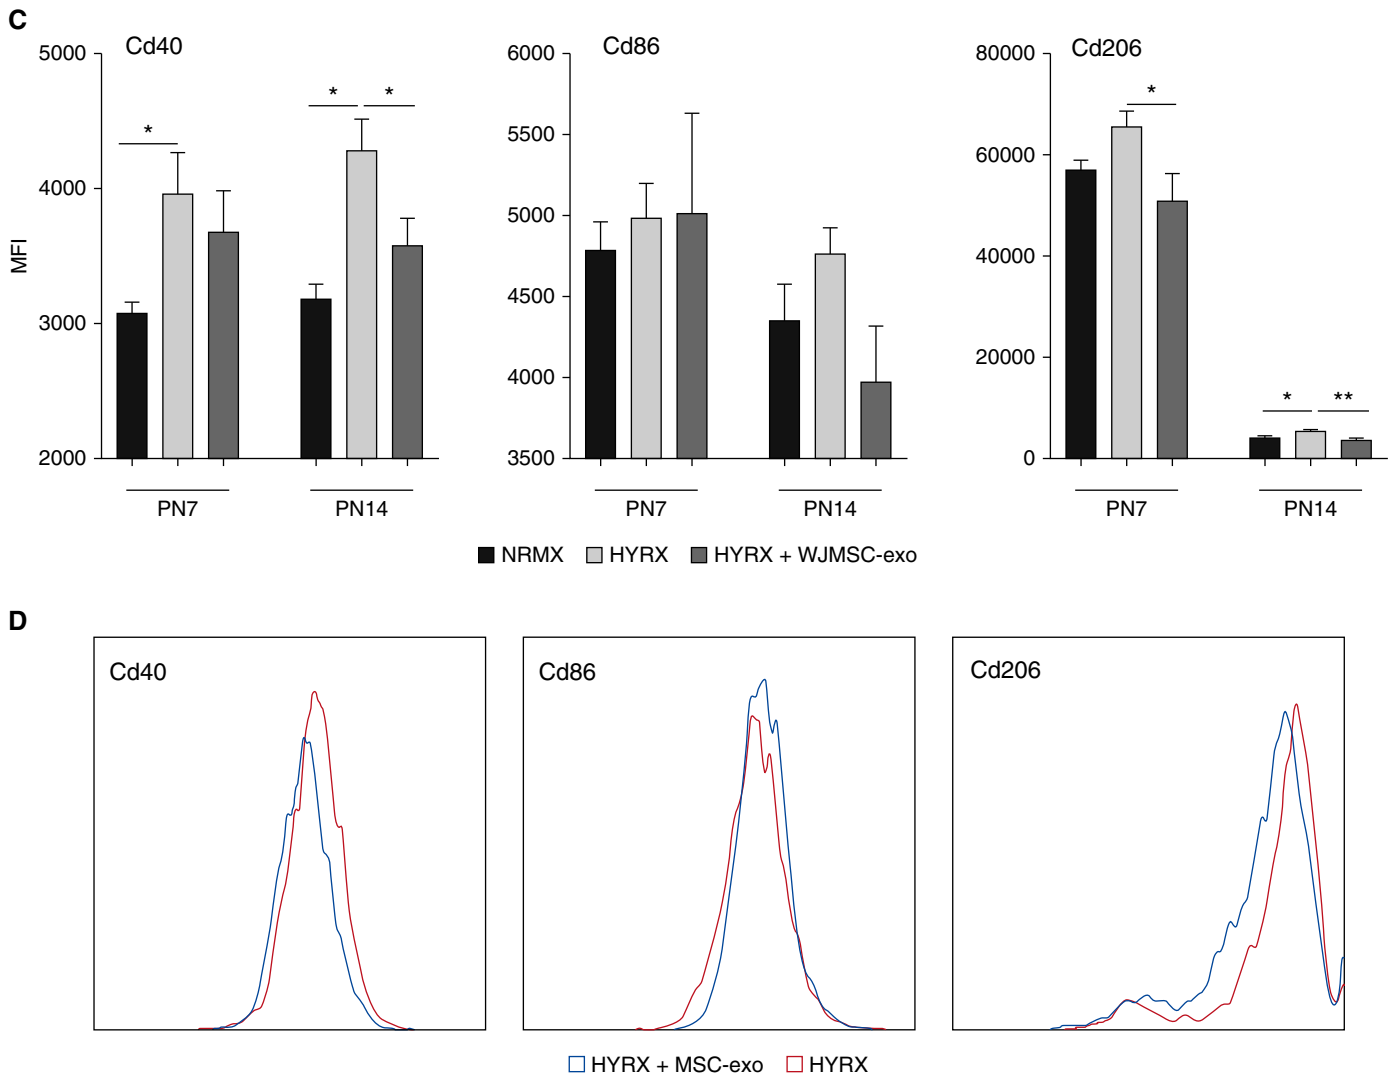 C
Cd40
Cd86
Cd206
MFI
5000
4000
3000
2000
* * *
PN7 PN14
6000
5500
5000
4500
4000
3500
PN7 PN14
80000
60000
40000
20000
0
*
* **
PN7 PN14
NRMX HYRX HYRX + WJMSC-exo
D
Cd40
Cd86
Cd206
HYRX + MSC-exo HYRX